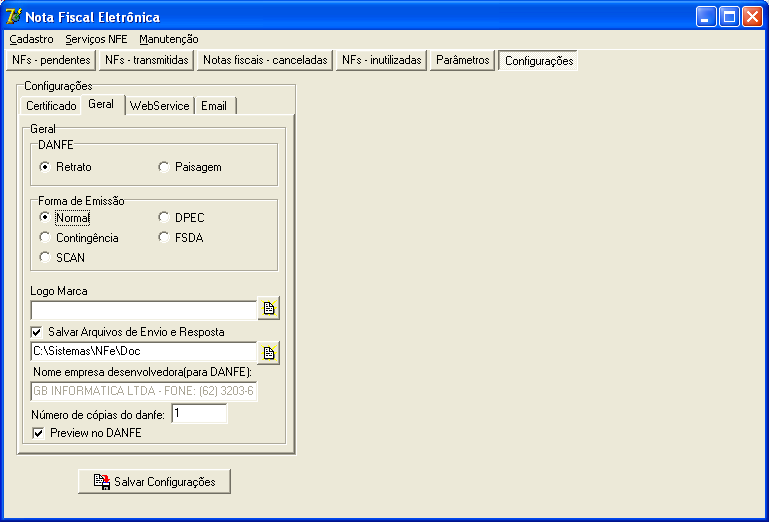 Nota Fiscal Eletrônica
Cadastro Serviços NFE Manutenção
NFs - pendentes NFs - transmitidas Notas fiscais - canceladas NFs - inutilizadas Parâmetros Configurações
Configurações
Certificado Geral WebService Email
Geral
DANFE
Retrato Paisagem
Forma de Emissão
Normal DPEC
Contingência FSDA
SCAN
Logo Marca
Salvar Arquivos de Envio e Resposta
C:\Sistemas\NFe\Doc
Nome empresa desenvolvedora(para DANFE):
GB INFORMATICA LTDA - FONE: (62) 3203-6
Número de cópias do danfe: 1
Preview no DANFE
Salvar Configurações